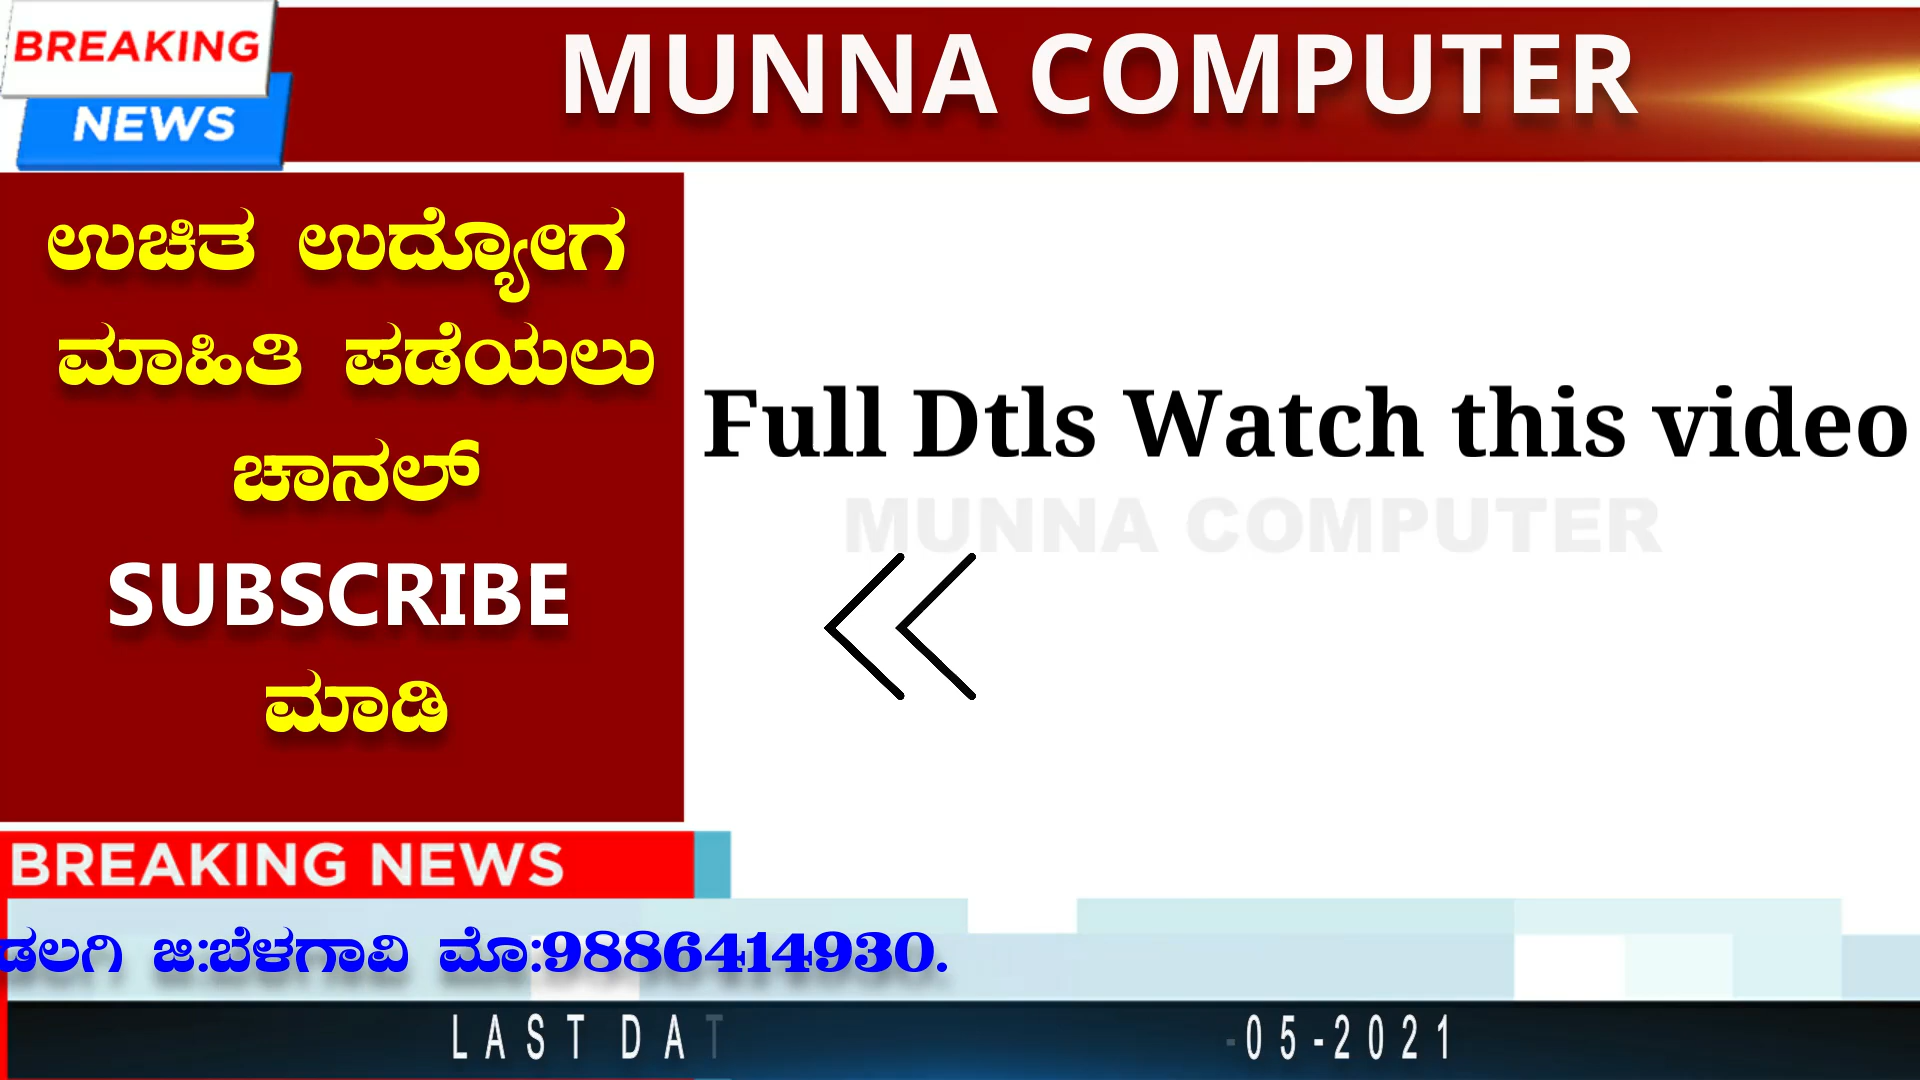 BREAKING
NEWS
MUNNA COMPUTER
ಉಚಿತ ಉದ್ಯೋಗ
ಮಾಹಿತಿ ಪಡೆಯಲು
ಚಾನಲ್
SUBSCRIBE
ಮಾಡಿ
Full Dtls Watch this video
MUNNA COMPUTER
BREAKING NEWS
ಡಲಗಿ ಜಿ:ಬೆಳಗಾವಿ ಮೊ:9886414930.
LAST DAT -05-2021